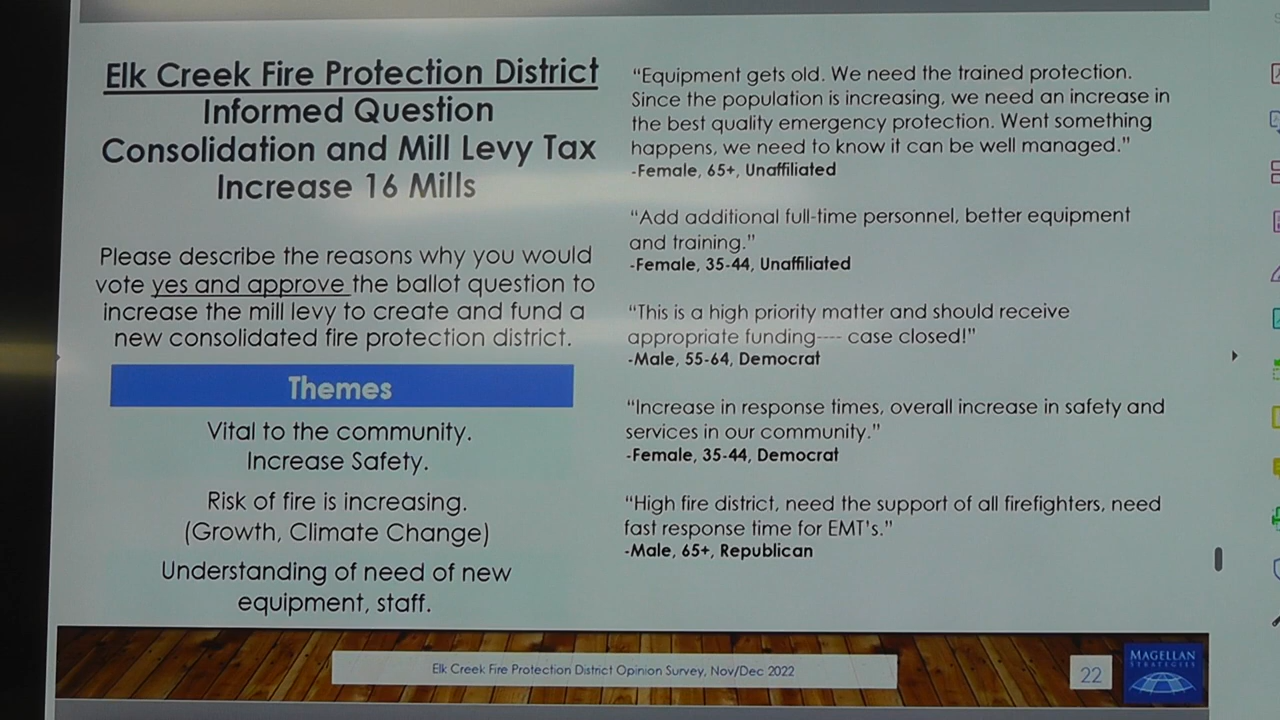 Elk Creek Fire Protection District
Informed Question
Consolidation and Mill Levy Tax
Increase 16 Mills
Please describe the reasons why you would
vote yes and approve the ballot question to
increase the mill levy to create and fund a
new consolidated fire protection district.
Themes
Vital to the community.
Increase Safety.
Risk of fire is increasing.
(Growth, Climate Change)
Understanding of need of new
equipment, staff.
“Equipment gets old. We need the trained protection.
Since the population is increasing, we need an increase in
the best quality emergency protection. Went something
happens, we need to know it can be well managed.”
-Female, 65+, Unaffiliated
“Add additional full-time personnel, better equipment
and training.”
-Female, 35-44, Unaffiliated
“This is a high priority matter and should receive
appropriate funding---- case closed!”
-Male, 55-64, Democrat
“Increase in response times, overall increase in safety and
services in our community.”
-Female, 35-44, Democrat
“High fire district, need the support of all firefighters, need
fast response time for EMT's.”
-Male, 65+, Republican
Elk Creek Fire Protection District Opinion Survey, Nov/Dec 2022
22
MAGELLAN
STRATEGIES